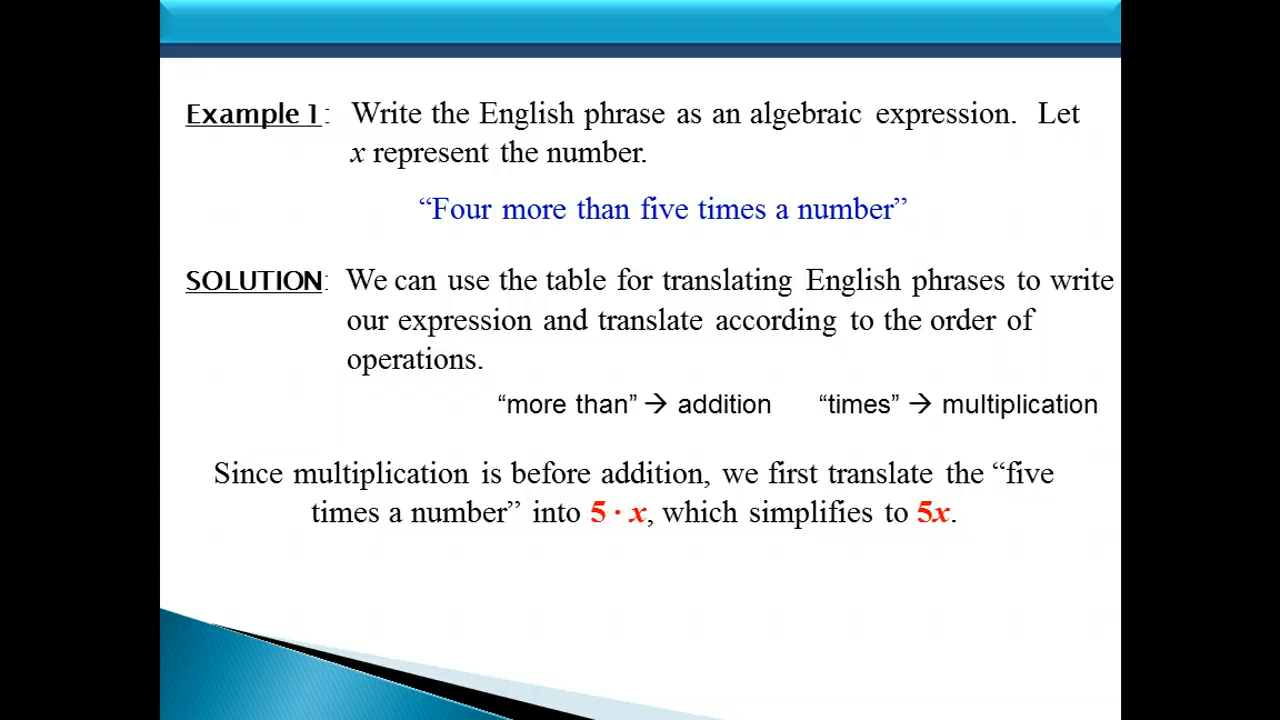 Example 1: Write the English phrase as an algebraic expression. Let
x represent the number.
“Four more than five times a number”
SOLUTION: We can use the table for translating English phrases to write
our expression and translate according to the order of
operations.
“more than” → addition “times” → multiplication
Since multiplication is before addition, we first translate the “five
times a number” into 5 · x, which simplifies to 5x.